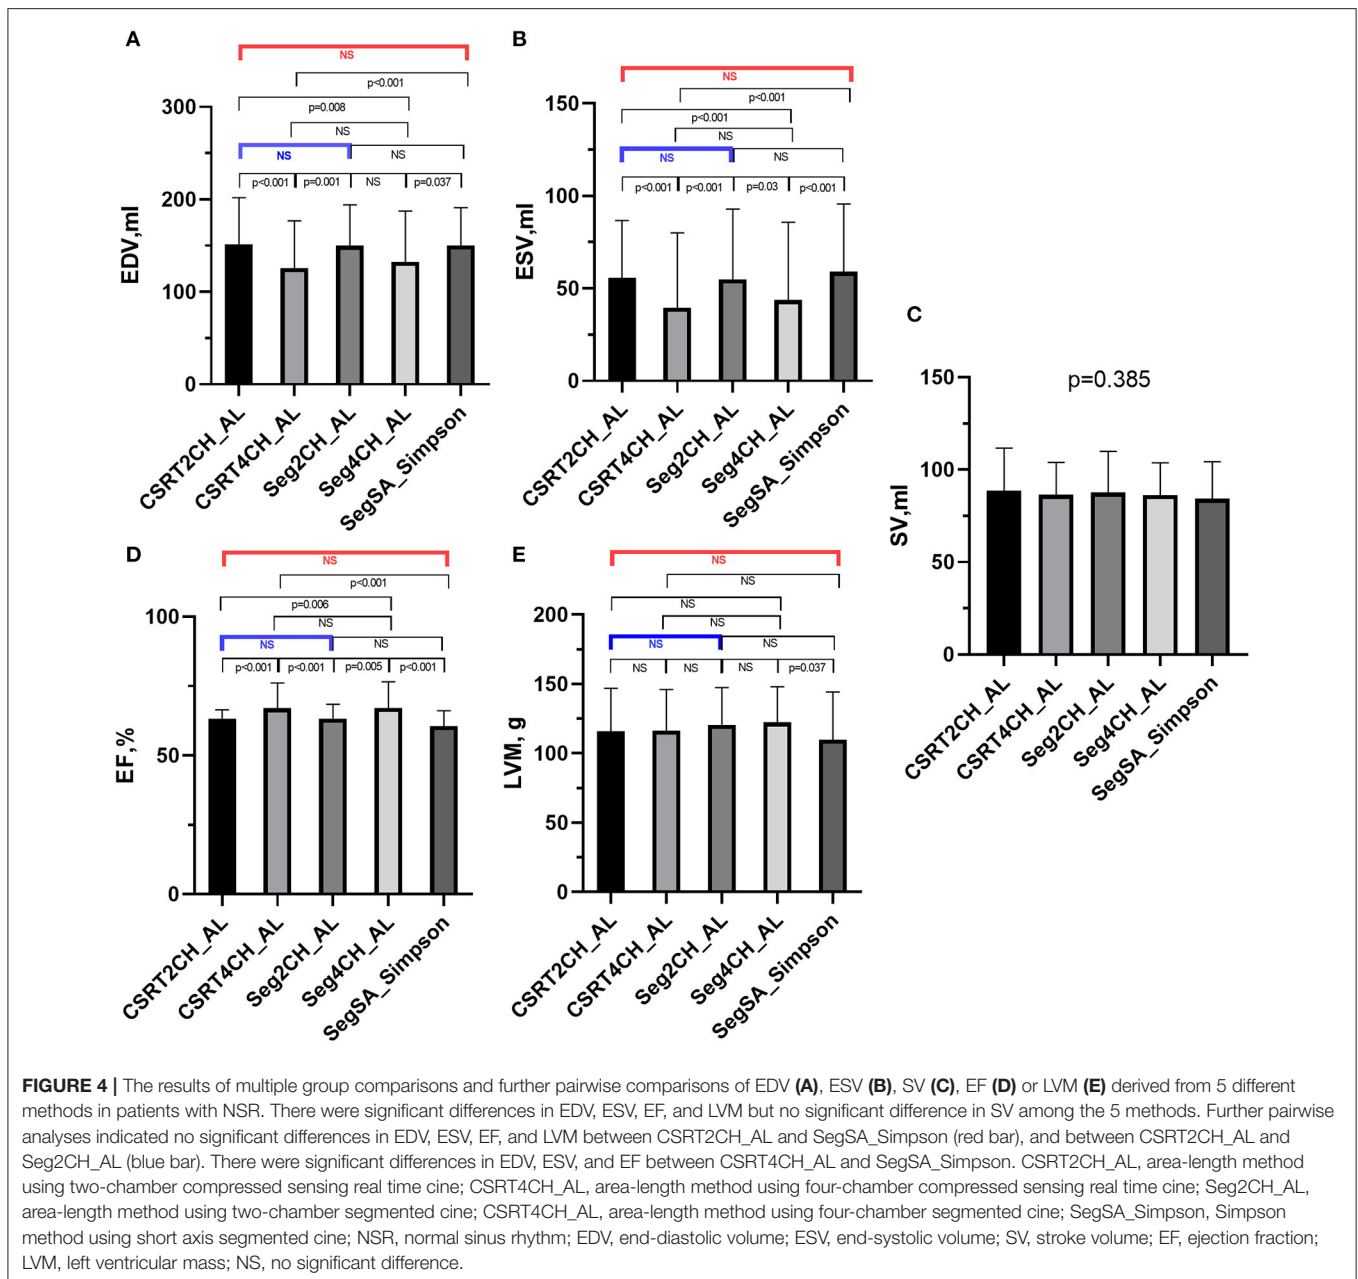 A
NS
p<0.001
p=0.008
NS
NS
NS
p<0.001
p=0.001
NS
p=0.037
EDV,ml
300
200
100
0
CSRT2CH_AL
CSRT4CH_AL
Seg2CH_AL
Seg4CH_AL
SegSA_Simpson
B
NS
p<0.001
p<0.001
NS
NS
NS
p<0.001
p<0.001
p=0.03
p<0.001
ESV,ml
150
100
50
0
CSRT2CH_AL
CSRT4CH_AL
Seg2CH_AL
Seg4CH_AL
SegSA_Simpson
C
p=0.385
SV,ml
150
100
50
0
CSRT2CH_AL
CSRT4CH_AL
Seg2CH_AL
Seg4CH_AL
SegSA_Simpson
D
NS
p<0.001
p=0.006
NS
NS
NS
p<0.001
p<0.001
p=0.005
p<0.001
EF,%
100
50
0
CSRT2CH_AL
CSRT4CH_AL
Seg2CH_AL
Seg4CH_AL
SegSA_Simpson
E
NS
NS
NS
NS
NS
NS
NS
NS
NS
p=0.037
LVM, g
200
150
100
50
0
CSRT2CH_AL
CSRT4CH_AL
Seg2CH_AL
Seg4CH_AL
SegSA_Simpson
FIGURE 4 | The results of multiple group comparisons and further pairwise comparisons of EDV (A), ESV (B), SV (C), EF (D) or LVM (E) derived from 5 different
methods in patients with NSR. There were significant differences in EDV, ESV, EF, and LVM but no significant difference in SV among the 5 methods. Further pairwise
analyses indicated no significant differences in EDV, ESV, EF, and LVM between CSRT2CH_AL and SegSA_Simpson (red bar), and between CSRT2CH_AL and
Seg2CH_AL (blue bar). There were significant differences in EDV, ESV, and EF between CSRT4CH_AL and SegSA_Simpson. CSRT2CH_AL, area-length method
using two-chamber compressed sensing real time cine; CSRT4CH_AL, area-length method using four-chamber compressed sensing real time cine; Seg2CH_AL,
area-length method using two-chamber segmented cine; CSRT4CH_AL, area-length method using four-chamber segmented cine; SegSA_Simpson, Simpson
method using short axis segmented cine; NSR, normal sinus rhythm; EDV, end-diastolic volume; ESV, end-systolic volume; SV, stroke volume; EF, ejection fraction;
LVM, left ventricular mass; NS, no significant difference.